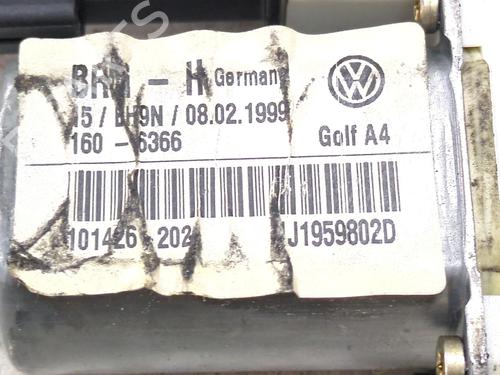 BRM - H Germany
15 / BH9N / 08.02.1999
160 - 6366 Golf A4
101426 202 1J1959802D